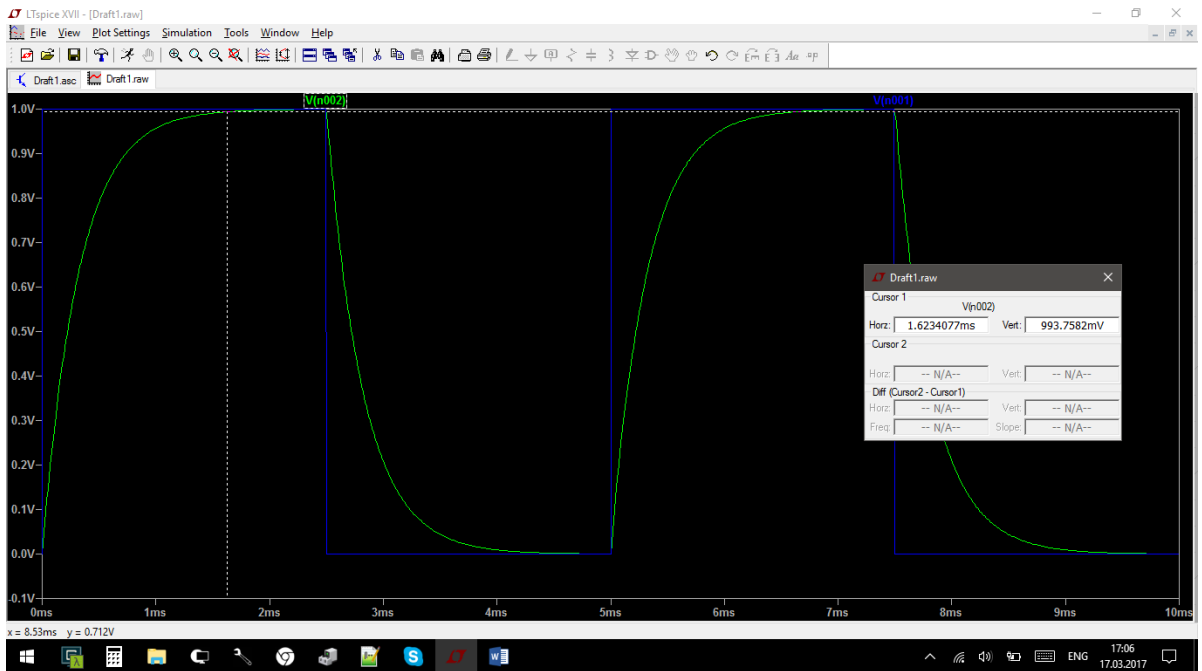 LTspice XVII - [Draft1.raw]
File View Plot Settings Simulation Tools Window Help
Draft1.asc Draft1.raw
V(n002) V(n001)
1.0V
0.9V
0.8V
0.7V
0.6V
0.5V
0.4V
0.3V
0.2V
0.1V
0.0V
-0.1V
0ms 1ms 2ms 3ms 4ms 5ms 6ms 7ms 8ms 9ms 10ms
Draft1.raw
Cursor 1
V(n002)
Horz: 1.6234077ms Vert: 993.7582mV
Cursor 2
Horz: -- N/A-- Vert: -- N/A--
Diff (Cursor2 - Cursor1)
Horz: -- N/A-- Vert: -- N/A--
Freq: -- N/A-- Slope: -- N/A--
x = 8.53ms y = 0.712V
ENG 17:06
17.03.2017